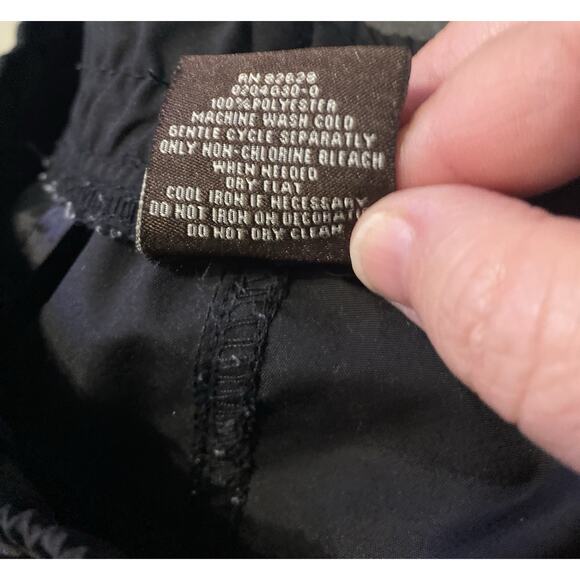 RN 82628
0204630-0
100% POLYESTER
MACHINE WASH COLD
GENTLE CYCLE SEPARATELY
ONLY NON-CHLORINE BLEACH
WHEN NEEDED
DRY FLAT
COOL IRON IF NECESSARY
DO NOT IRON ON
DO NOT DRY CLEAN